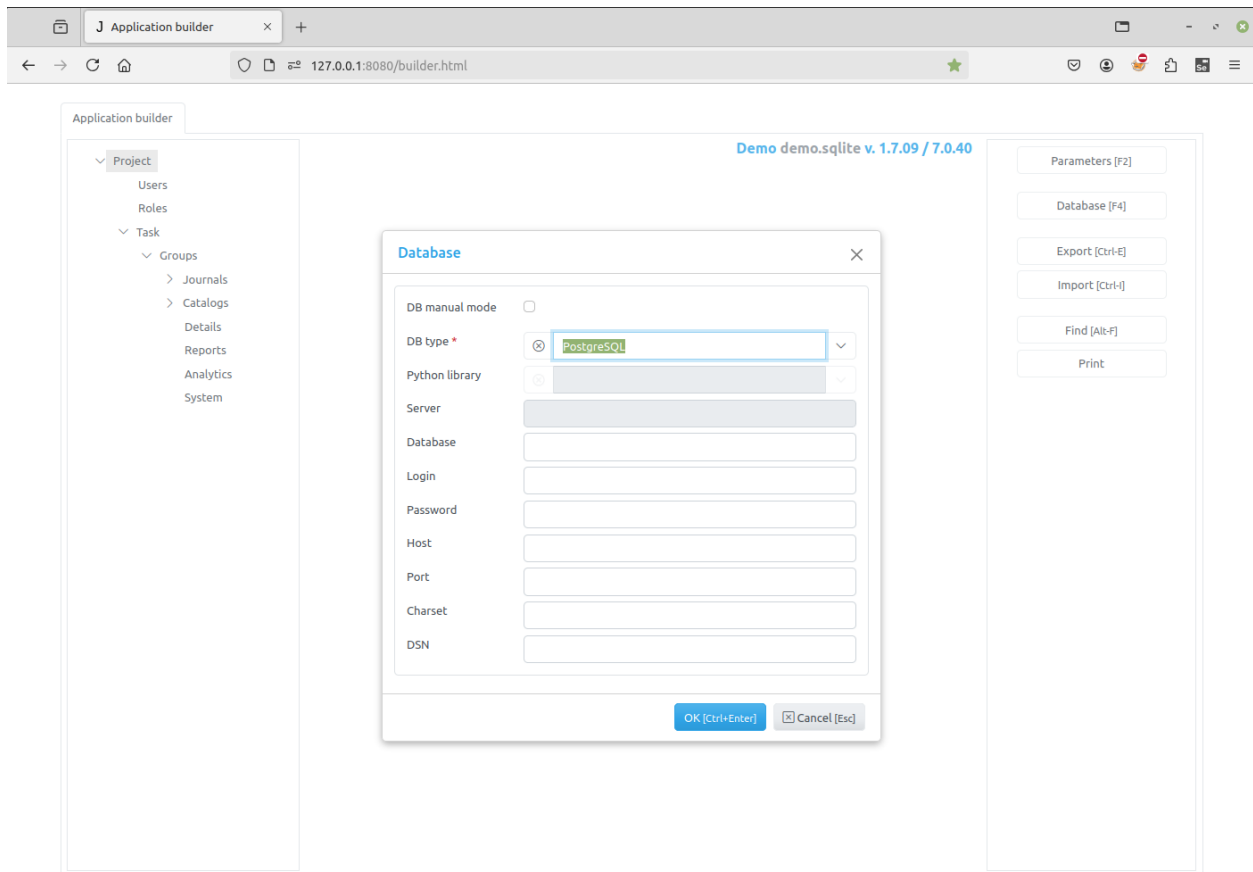 J Application builder
127.0.0.1:8080/builder.html
Se
Application builder
Project
Users
Roles
Task
Groups
Journals
Catalogs
Details
Reports
Analytics
System
Demo demo.sqlite v. 1.7.09 / 7.0.40
Database
DB manual mode
DB type *
PostgreSQL
Python library
Server
Database
Login
Password
Host
Port
Charset
DSN
OK [Ctrl+Enter]
Cancel [Esc]
Parameters [F2]
Database [F4]
Export [Ctrl-E]
Import [Ctrl-I]
Find [Alt-F]
Print